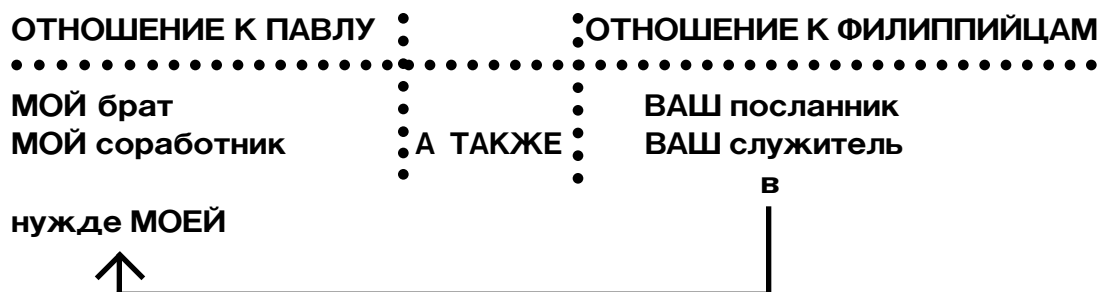 ОТНОШЕНИЕ К ПАВЛУ ОТНОШЕНИЕ К ФИЛИППИЙЦАМ
МОЙ брат ВАШ посланник
МОЙ соработник А ТАКЖЕ ВАШ служитель
в
нужде МОЕЙ